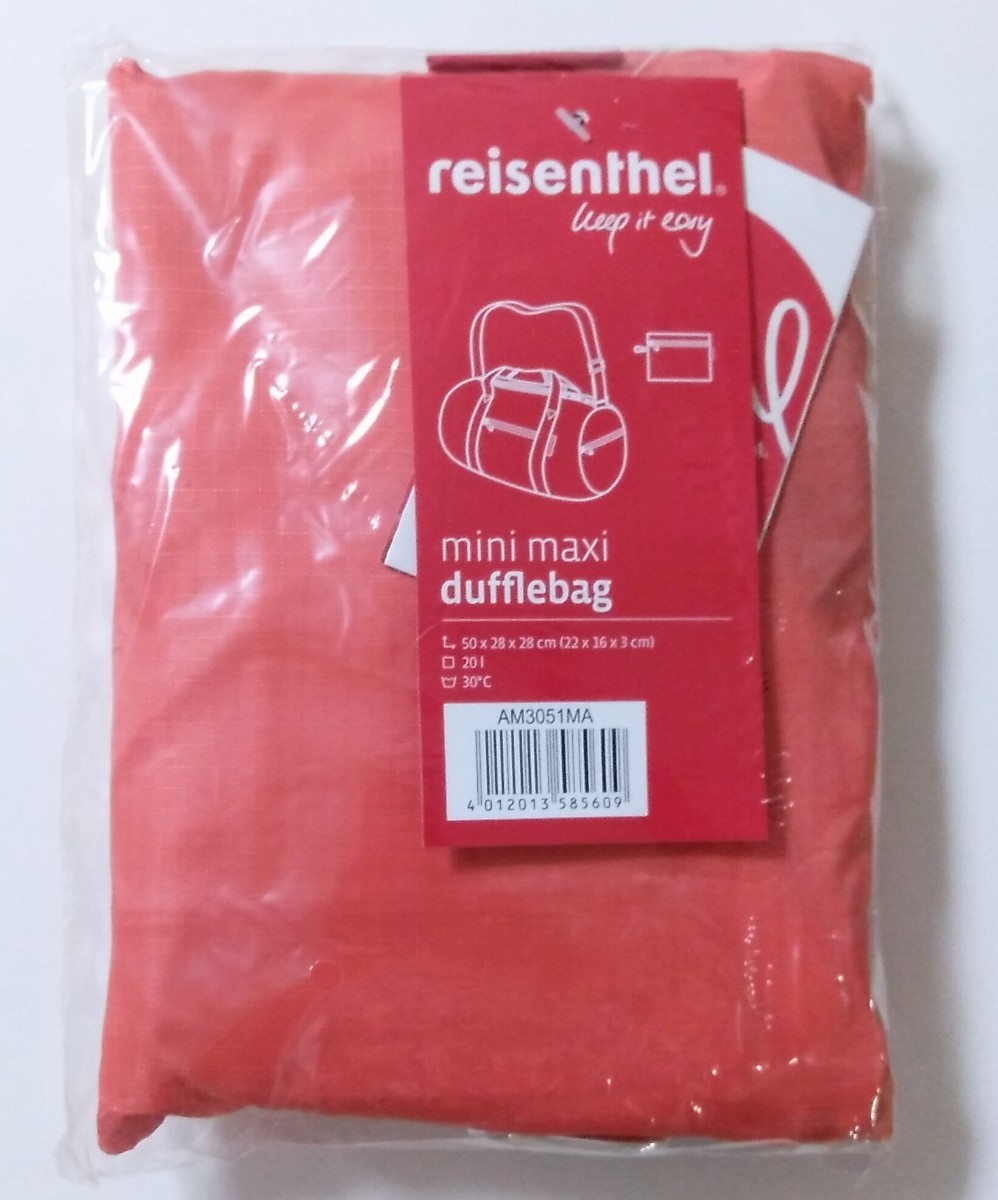 reisenthel®
keep it easy
mini maxi
dufflebag
50 x 28 x 28 cm (22 x 16 x 3 cm)
20 l
30°C
AM3051MA
4 012013 585609